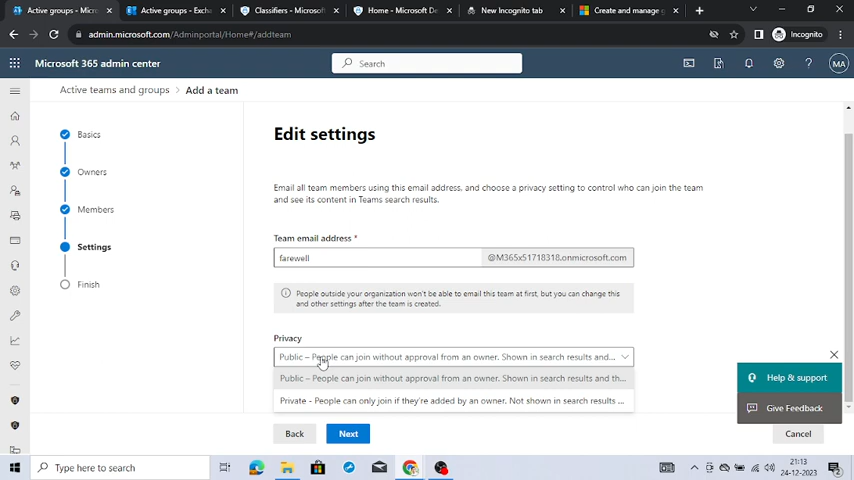 Active groups - Micros
Active groups - Excha
Classifiers - Microsoft
Home - Microsoft De
New Incognito tab
Create and manage g
admin.microsoft.com/Adminportal/Home#/addteam
Incognito
Microsoft 365 admin center
Search
MA
Active teams and groups > Add a team
Basics
Owners
Members
Settings
Finish
Edit settings
Email all team members using this email address, and choose a privacy setting to control who can join the team
and see its content in Teams search results.
Team email address *
farewell
@M365x51718318.onmicrosoft.com
People outside your organization won't be able to email this team at first, but you can change this
and other settings after the team is created.
Privacy
Public – People can join without approval from an owner. Shown in search results and...
Public – People can join without approval from an owner. Shown in search results and th...
Private - People can only join if they're added by an owner. Not shown in search results ...
Help & support
Give Feedback
Back
Next
Cancel
Type here to search
21:13
24-12-2023
2